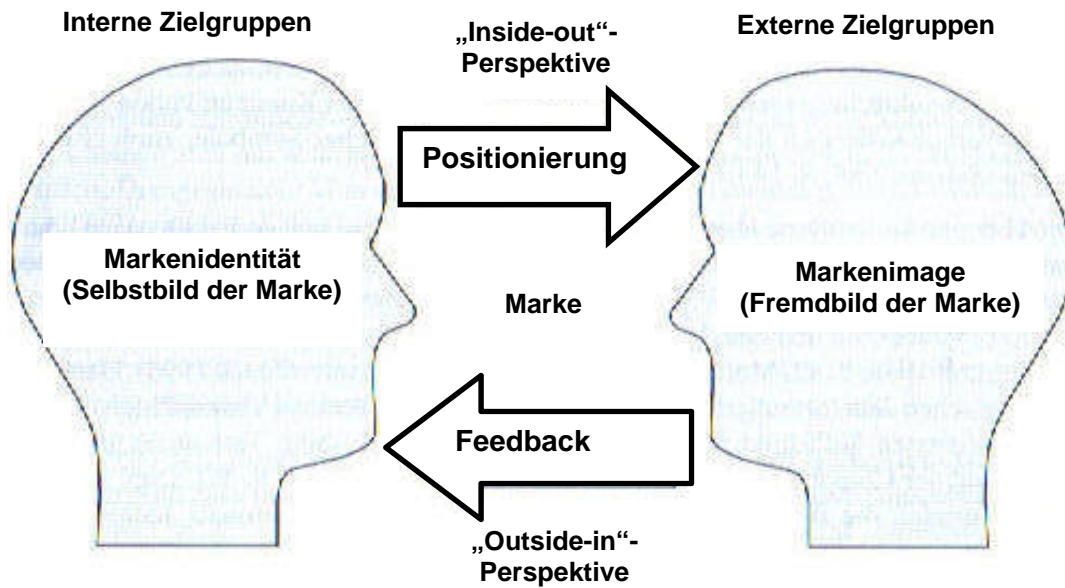 Interne Zielgruppen
„Inside-out“-
Perspektive
Externe Zielgruppen
Positionierung
Markenidentität
(Selbstbild der Marke)
Marke
Markenimage
(Fremdbild der Marke)
Feedback
„Outside-in“-
Perspektive